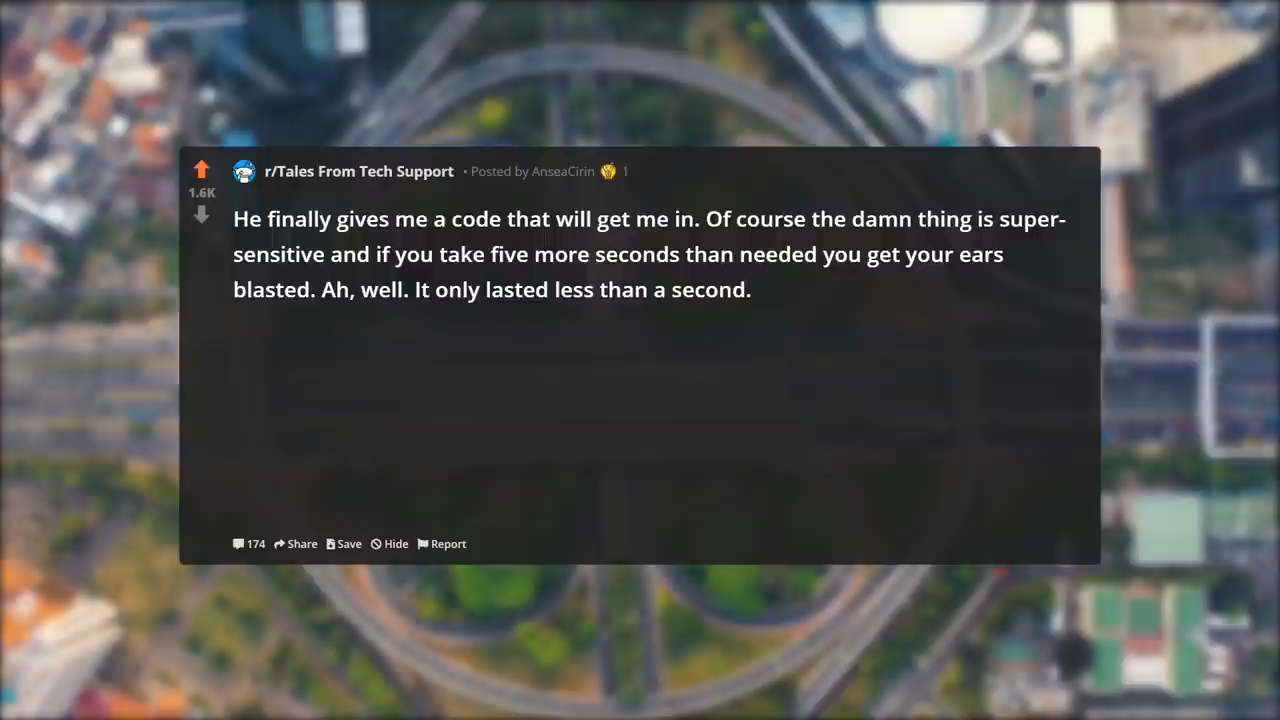 r/Tales From Tech Support • Posted by AnseaCirin 1
1.6K
He finally gives me a code that will get me in. Of course the damn thing is super-
sensitive and if you take five more seconds than needed you get your ears
blasted. Ah, well. It only lasted less than a second.
174 Share Save Hide Report